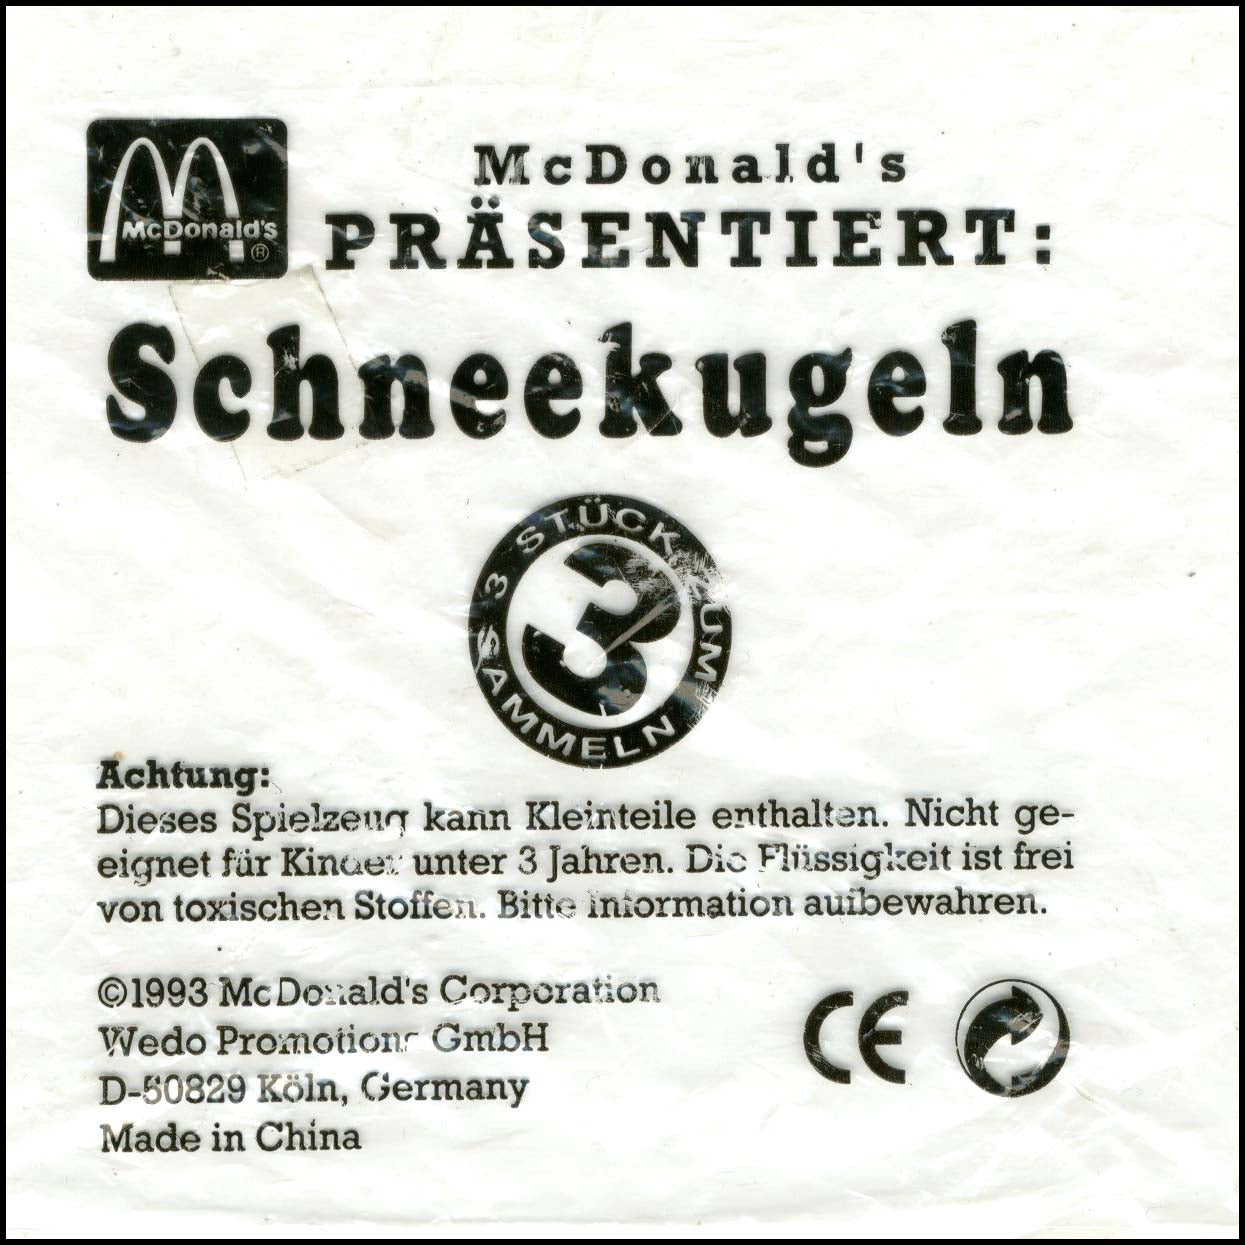 McDonald's
®
McDonald's
PRÄSENTIERT:
Schneekugeln
3 STÜCK ZUM SAMMELN
3
Achtung:
Dieses Spielzeug kann Kleinteile enthalten. Nicht ge-
eignet für Kinder unter 3 Jahren. Die Flüssigkeit ist frei
von toxischen Stoffen. Bitte Information aufbewahren.
©1993 McDonald's Corporation
Wedo Promotions GmbH
D-50829 Köln, Germany
Made in China
CE